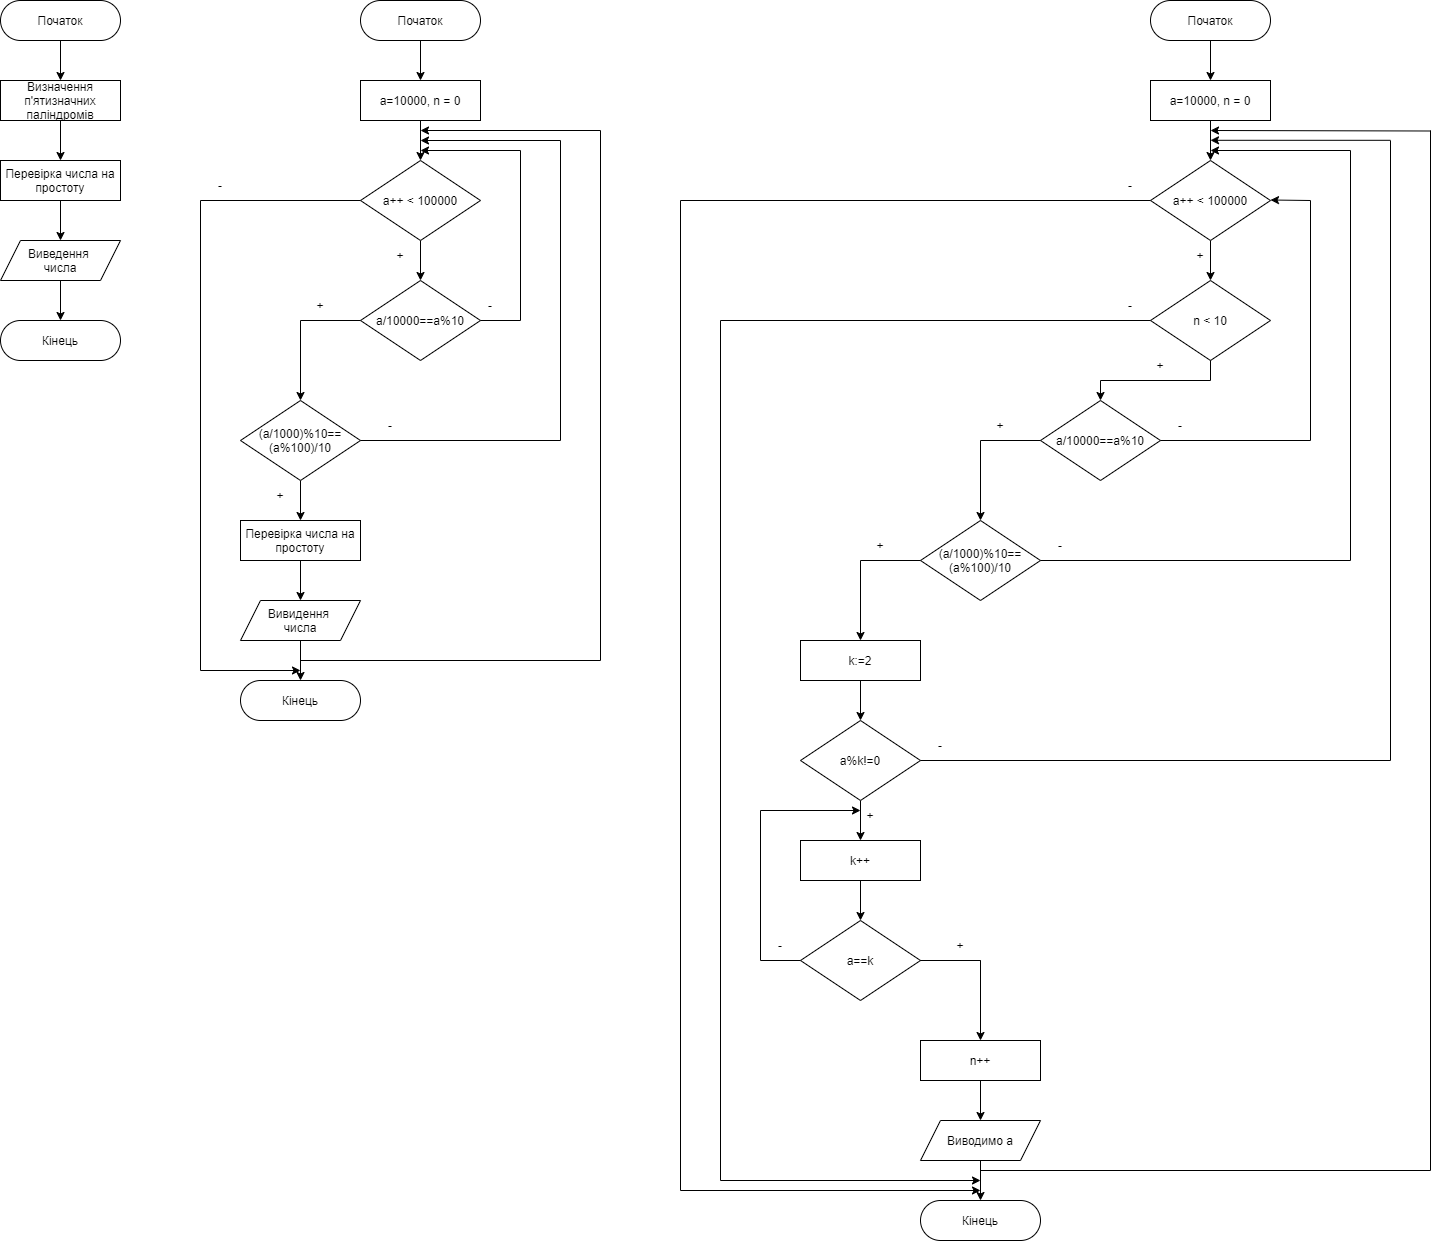 Початок
Визначення
п'ятизначних
паліндромів
Перевірка числа на
простоту
Виведення
числа
Кінець
Початок
a=10000, n = 0
a++ < 100000
-
+
a/10000==a%10
+
-
(a/1000)%10==
(a%100)/10
-
+
Перевірка числа на
простоту
Вивидення
числа
Кінець
Початок
a=10000, n = 0
-
a++ < 100000
+
-
n < 10
+
+
a/10000==a%10
-
+
(a/1000)%10==
(a%100)/10
-
k:=2
a%k!=0
-
+
k++
-
a==k
+
n++
Виводимо a
Кінець